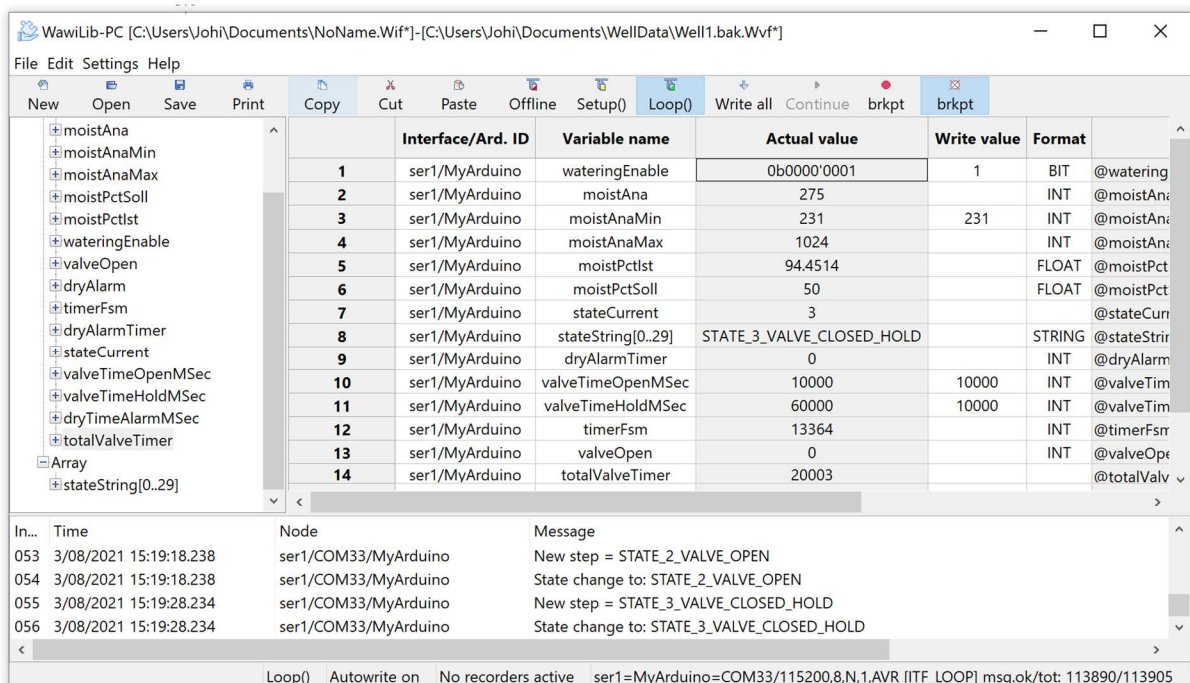 WawiLib-PC [C:\Users\Johi\Documents\NoName.Wif*]-[C:\Users\Johi\Documents\WellData\Well1.bak.Wvf*]
File Edit Settings Help
New Open Save Print Copy Cut Paste Offline Setup() Loop() Write all Continue brkpt brkpt
moistAna
moistAnaMin
moistAnaMax
moistPctSoll
moistPctIst
wateringEnable
valveOpen
dryAlarm
timerFsm
dryAlarmTimer
stateCurrent
valveTimeOpenMSec
valveTimeHoldMSec
dryTimeAlarmMSec
totalValveTimer
Array
stateString[0..29]
Interface/Ard. ID Variable name Actual value Write value Format
1 ser1/MyArduino wateringEnable 0b0000'0001 1 BIT @watering
2 ser1/MyArduino moistAna 275 INT @moistAna
3 ser1/MyArduino moistAnaMin 231 231 INT @moistAna
4 ser1/MyArduino moistAnaMax 1024 INT @moistAna
5 ser1/MyArduino moistPctIst 94.4514 FLOAT @moistPct
6 ser1/MyArduino moistPctSoll 50 FLOAT @moistPct
7 ser1/MyArduino stateCurrent 3 @stateCurr
8 ser1/MyArduino stateString[0..29] STATE_3_VALVE_CLOSED_HOLD STRING @stateStrin
9 ser1/MyArduino dryAlarmTimer 0 INT @dryAlarm
10 ser1/MyArduino valveTimeOpenMSec 10000 10000 INT @valveTim
11 ser1/MyArduino valveTimeHoldMSec 60000 10000 INT @valveTim
12 ser1/MyArduino timerFsm 13364 INT @timerFsm
13 ser1/MyArduino valveOpen 0 INT @valveOpe
14 ser1/MyArduino totalValveTimer 20003 @totalValv
In... Time Node Message
053 3/08/2021 15:19:18.238 ser1/COM33/MyArduino New step = STATE_2_VALVE_OPEN
054 3/08/2021 15:19:18.238 ser1/COM33/MyArduino State change to: STATE_2_VALVE_OPEN
055 3/08/2021 15:19:28.234 ser1/COM33/MyArduino New step = STATE_3_VALVE_CLOSED_HOLD
056 3/08/2021 15:19:28.234 ser1/COM33/MyArduino State change to: STATE_3_VALVE_CLOSED_HOLD
Loop() Autowrite on No recorders active ser1=MyArduino=COM33/115200,8,N,1,AVR [ITF_LOOP] msg.ok/tot: 113890/113905